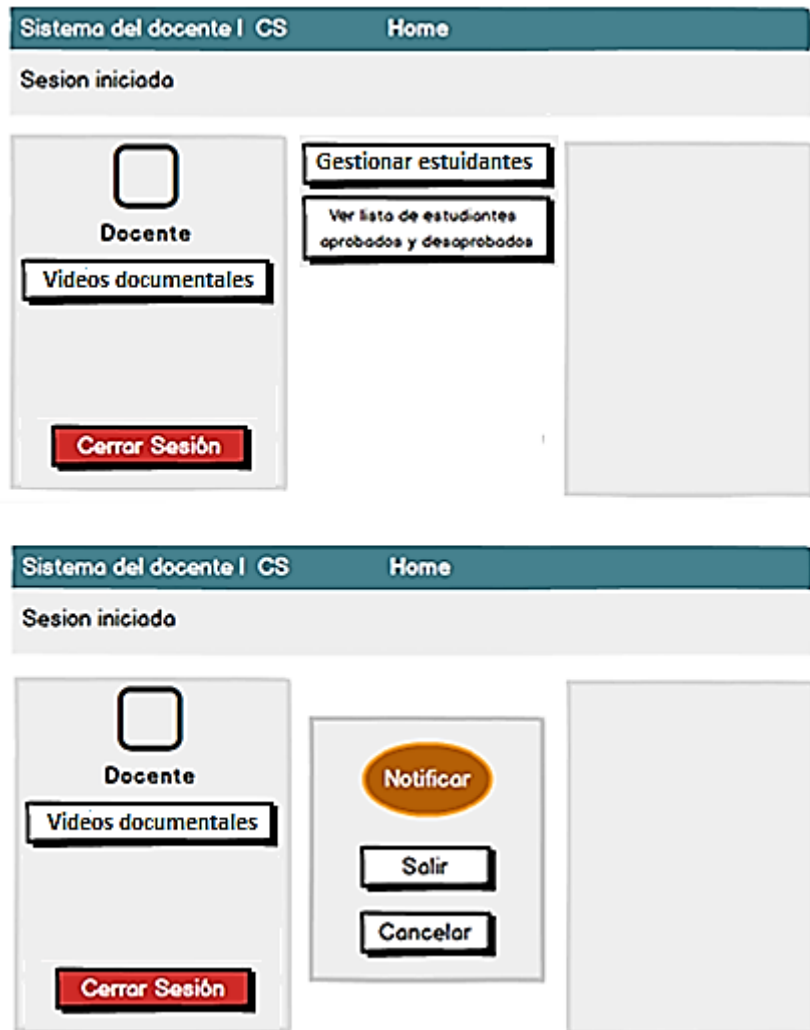 Sistema del docente I CS Home
Sesion iniciada
Docente
Videos documentales
Cerrar Sesión
Gestionar estuidantes
Ver lista de estudiantes
aprobados y desaprobados
Sistema del docente I CS Home
Sesion iniciada
Docente
Videos documentales
Cerrar Sesión
Notificar
Salir
Cancelar